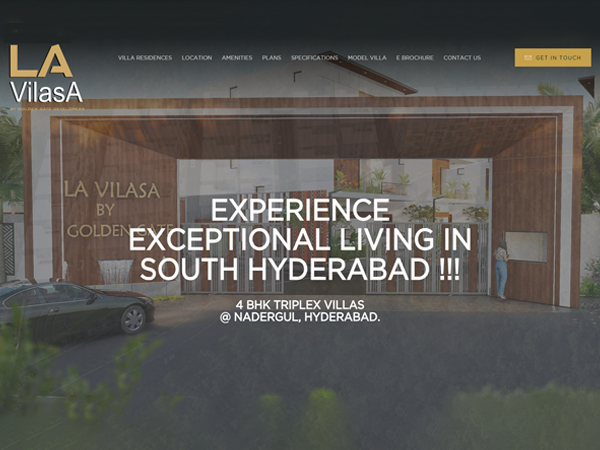 LA
VilasA
VILLA RESIDENCES LOCATION AMENITIES PLANS SPECIFICATIONS MODEL VILLA E BROCHURE CONTACT US
GET IN TOUCH
LA VILASA
BY
GOLDEN GATE
EXPERIENCE
EXCEPTIONAL LIVING IN
SOUTH HYDERABAD !!!
4 BHK TRIPLEX VILLAS
@ NADERGUL, HYDERABAD.